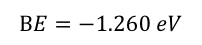 BE = −1.260 eV